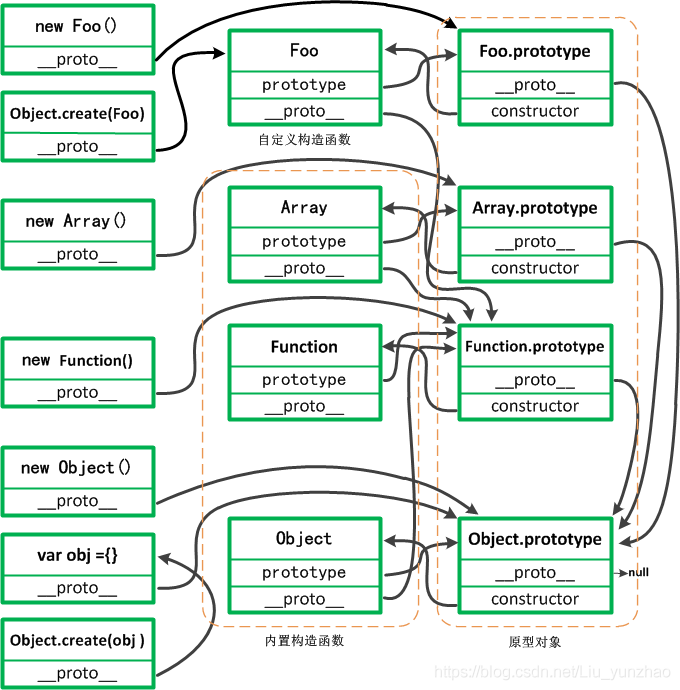 new Foo()
__proto__
Object.create(Foo)
__proto__
Foo
prototype
__proto__
自定义构造函数
Foo.prototype
__proto__
constructor
new Array()
__proto__
Array
prototype
__proto__
Array.prototype
__proto__
constructor
new Function()
__proto__
Function
prototype
__proto__
Function.prototype
__proto__
constructor
new Object()
__proto__
var obj ={}
__proto__
Object.create(obj )
__proto__
Object
prototype
__proto__
内置构造函数
Object.prototype
__proto__
null
constructor
原型对象
https://blog.csdn.net/Liu_yunzhao